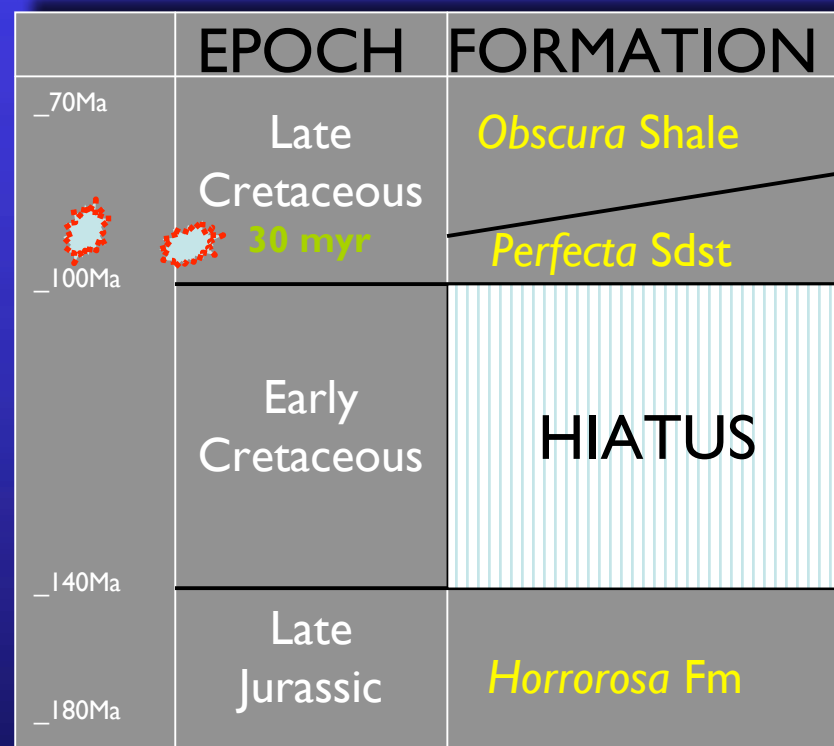 EPOCH FORMATION
_70Ma
Late
Cretaceous
30 myr
Obscura Shale
Perfecta Sdst
_100Ma
Early
Cretaceous
HIATUS
_140Ma
Late
Jurassic
Horrorosa Fm
_180Ma